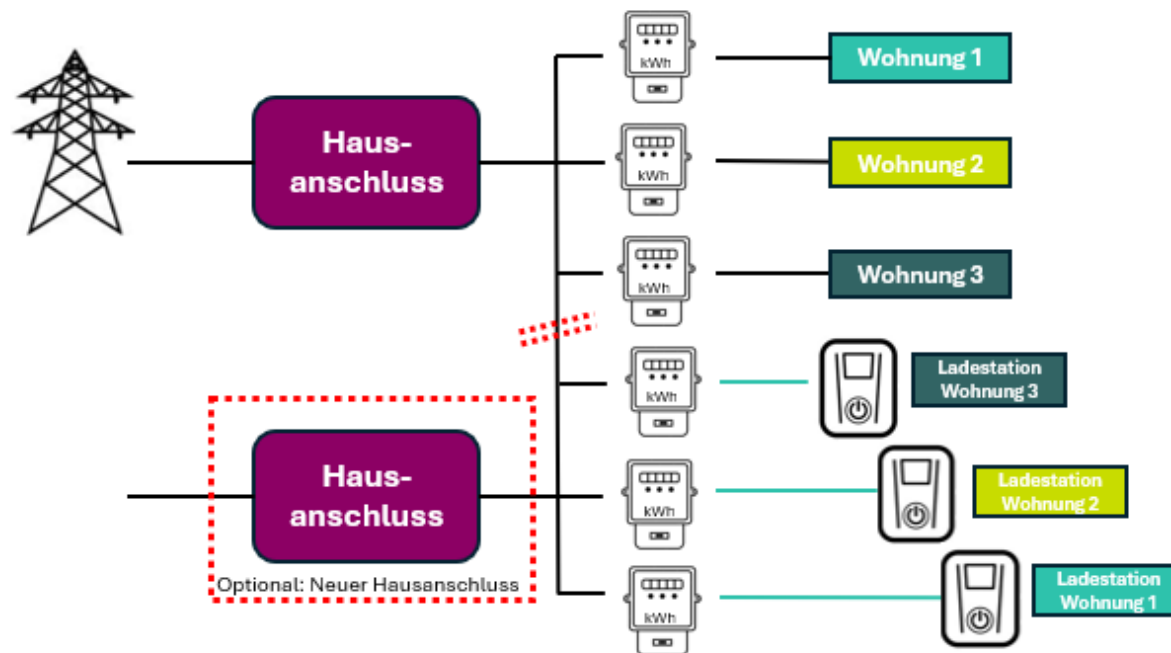 kWh
Wohnung 1
Haus-
anschluss
kWh
Wohnung 2
kWh
Wohnung 3
kWh
Ladestation
Wohnung 3
Haus-
anschluss
Optional: Neuer Hausanschluss
kWh
Ladestation
Wohnung 2
kWh
Ladestation
Wohnung 1